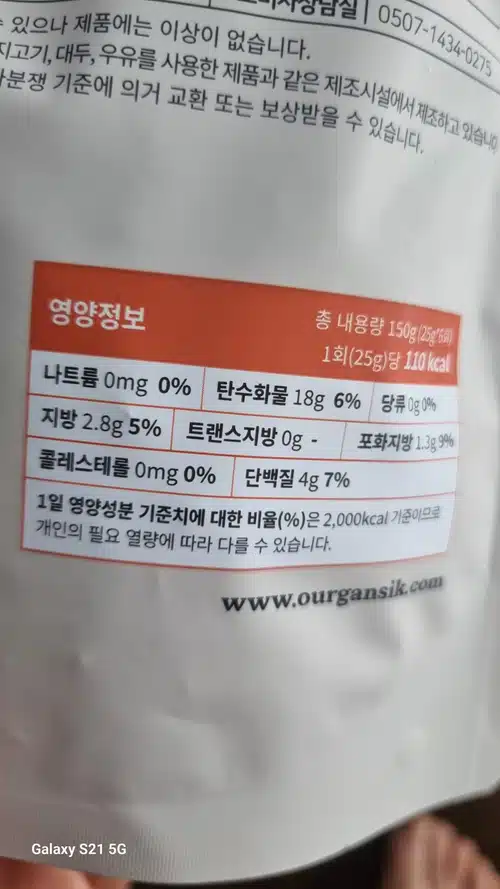 상담실 0507-1434-0275
있으나 제품에는 이상이 없습니다.
대두, 우유를 사용한 제품과 같은 제조시설에서 제조하고 있습니다
분쟁 기준에 의거 교환 또는 보상받을 수 있습니다.
영양정보
총 내용량 150g(25g*6회)
1회(25g)당 110 kcal
나트륨 0mg 0% 탄수화물 18g 6% 당류 0g 0%
지방 2.8g 5% 트랜스지방 0g - 포화지방 1.3g 9%
콜레스테롤 0mg 0% 단백질 4g 7%
1일 영양성분 기준치에 대한 비율(%)은 2,000kcal 기준이므로
개인의 필요 열량에 따라 다를 수 있습니다.
www.ourgansik.com
Galaxy S21 5G